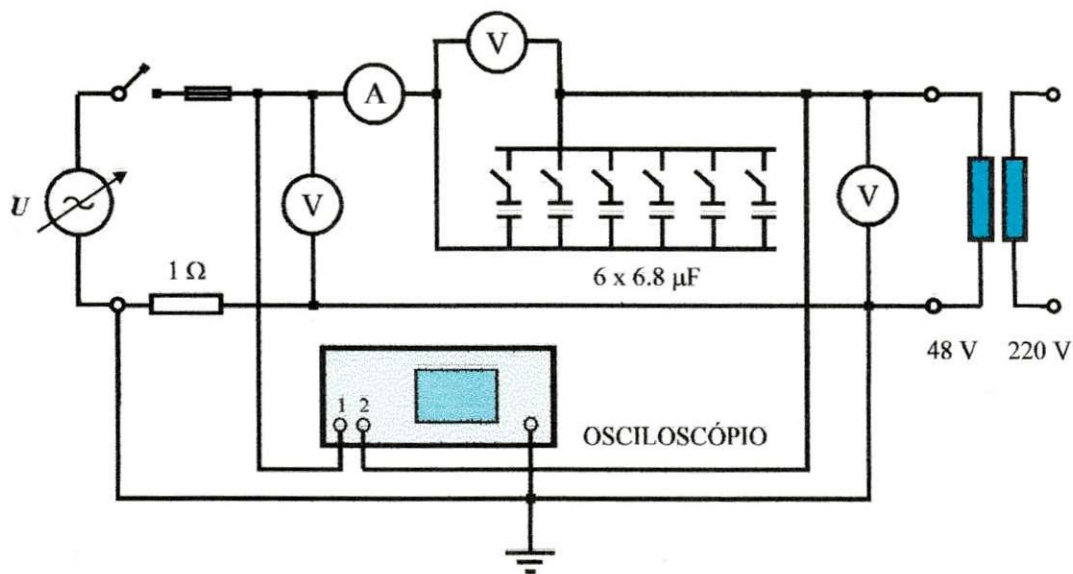 V
A
U
V
V
1 Ω
6 x 6.8 µF
48 V
220 V
1 2
OSCILOSCÓPIO